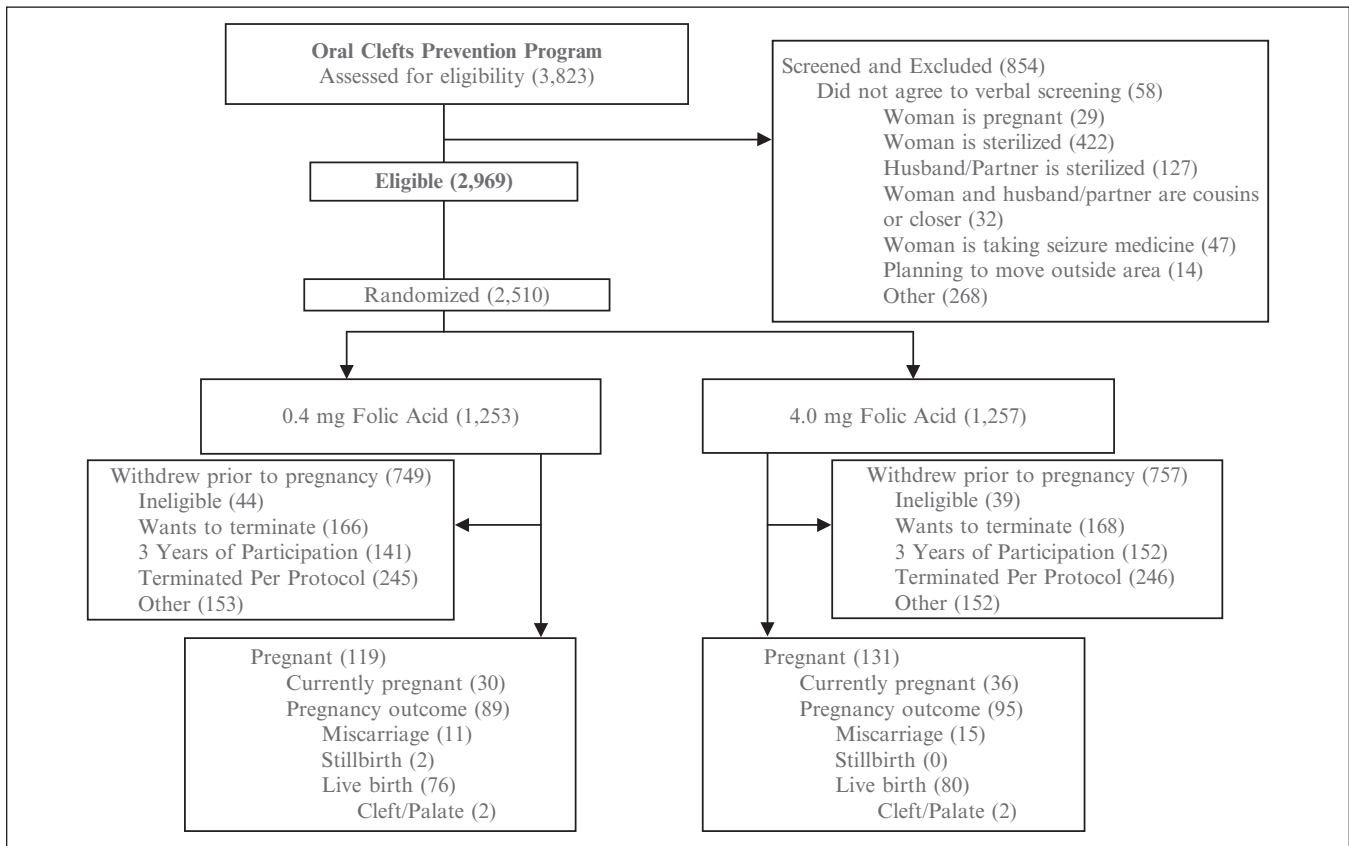 Oral Clefts Prevention Program
Assessed for eligibility (3,823)
Screened and Excluded (854)
Did not agree to verbal screening (58)
Woman is pregnant (29)
Woman is sterilized (422)
Husband/Partner is sterilized (127)
Woman and husband/partner are cousins
or closer (32)
Woman is taking seizure medicine (47)
Planning to move outside area (14)
Other (268)
Eligible (2,969)
Randomized (2,510)
0.4 mg Folic Acid (1,253)
4.0 mg Folic Acid (1,257)
Withdrew prior to pregnancy (749)
Ineligible (44)
Wants to terminate (166)
3 Years of Participation (141)
Terminated Per Protocol (245)
Other (153)
Withdrew prior to pregnancy (757)
Ineligible (39)
Wants to terminate (168)
3 Years of Participation (152)
Terminated Per Protocol (246)
Other (152)
Pregnant (119)
Currently pregnant (30)
Pregnancy outcome (89)
Miscarriage (11)
Stillbirth (2)
Live birth (76)
Cleft/Palate (2)
Pregnant (131)
Currently pregnant (36)
Pregnancy outcome (95)
Miscarriage (15)
Stillbirth (0)
Live birth (80)
Cleft/Palate (2)